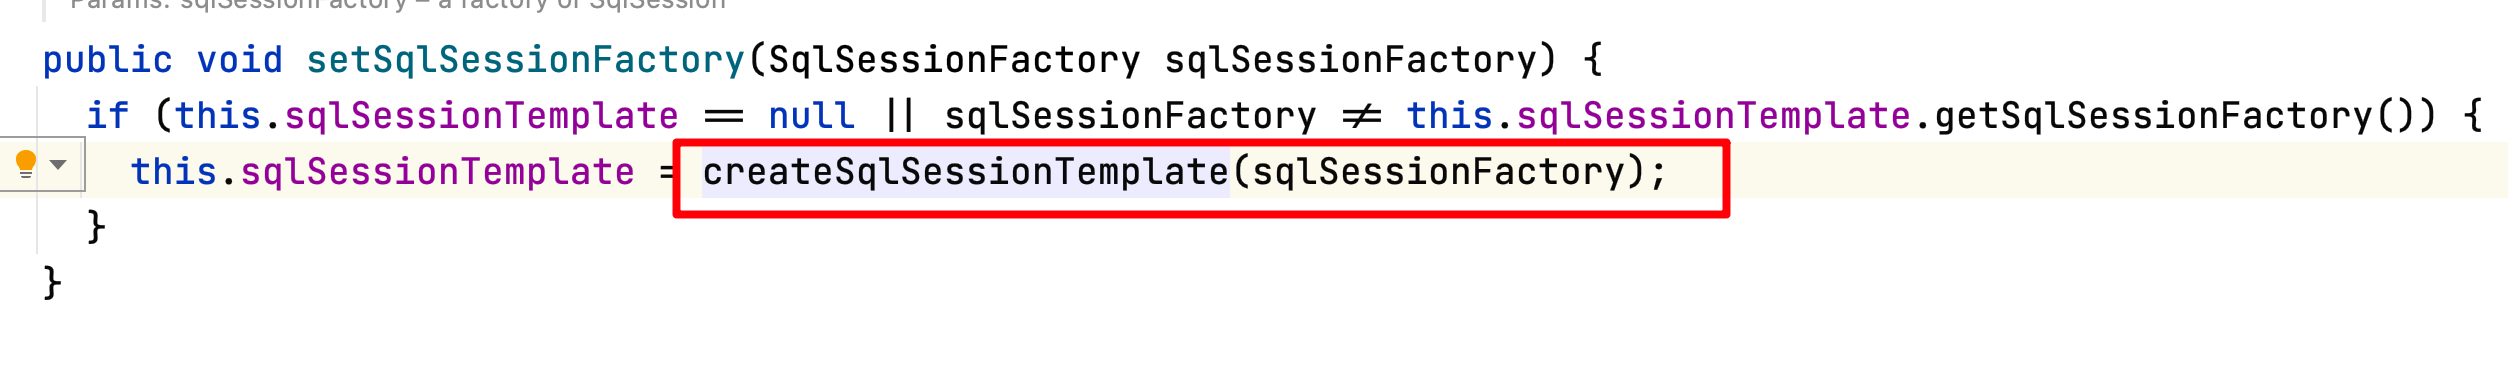 Params: sqlSessionFactory – a factory of SqlSession
public void setSqlSessionFactory(SqlSessionFactory sqlSessionFactory) {
if (this.sqlSessionTemplate == null || sqlSessionFactory != this.sqlSessionTemplate.getSqlSessionFactory()) {
this.sqlSessionTemplate = createSqlSessionTemplate(sqlSessionFactory);
}
}